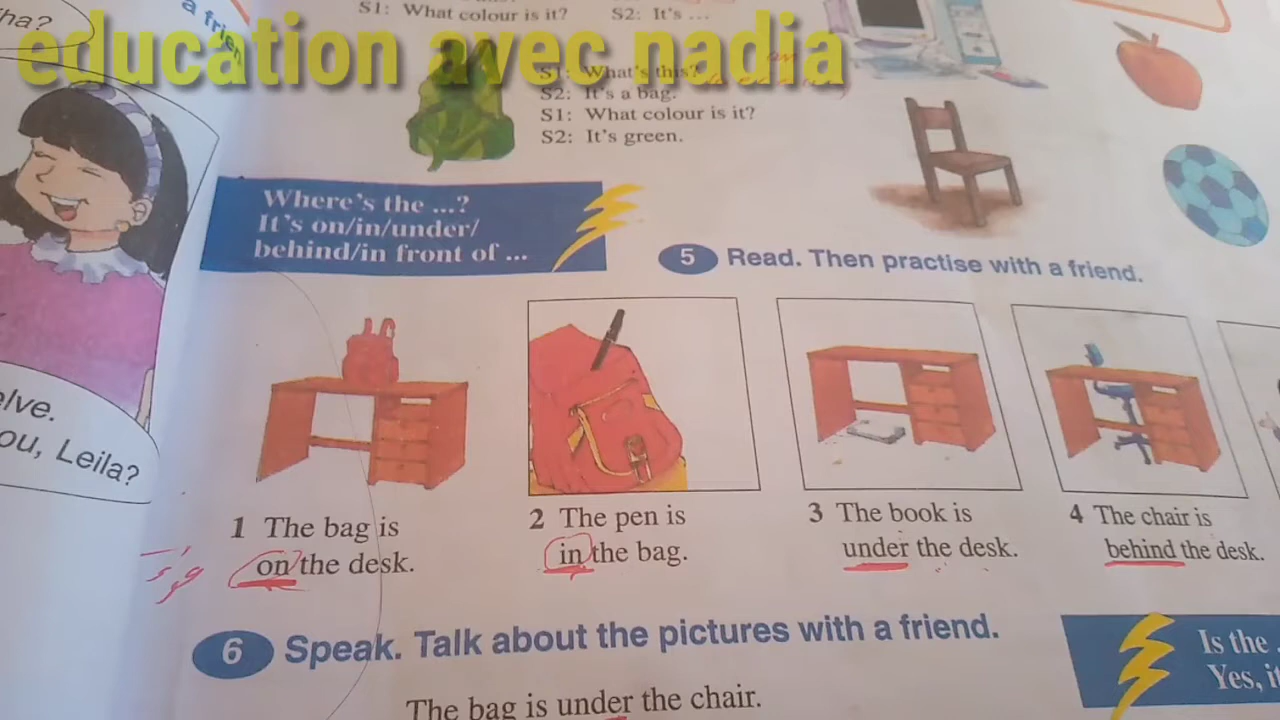 ha?
a frien
S1: What colour is it? S2: It's ...
education avec nadia
S1: What's this?
S2: It's a bag.
S1: What colour is it?
S2: It's green.
Where's the ...?
It's on/in/under/
behind/in front of ...
5 Read. Then practise with a friend.
elve.
ou, Leila?
1 The bag is
on the desk.
2 The pen is
in the bag.
3 The book is
under the desk.
4 The chair is
behind the desk.
6 Speak. Talk about the pictures with a friend.
The bag is under the chair.
Is the
Yes, it